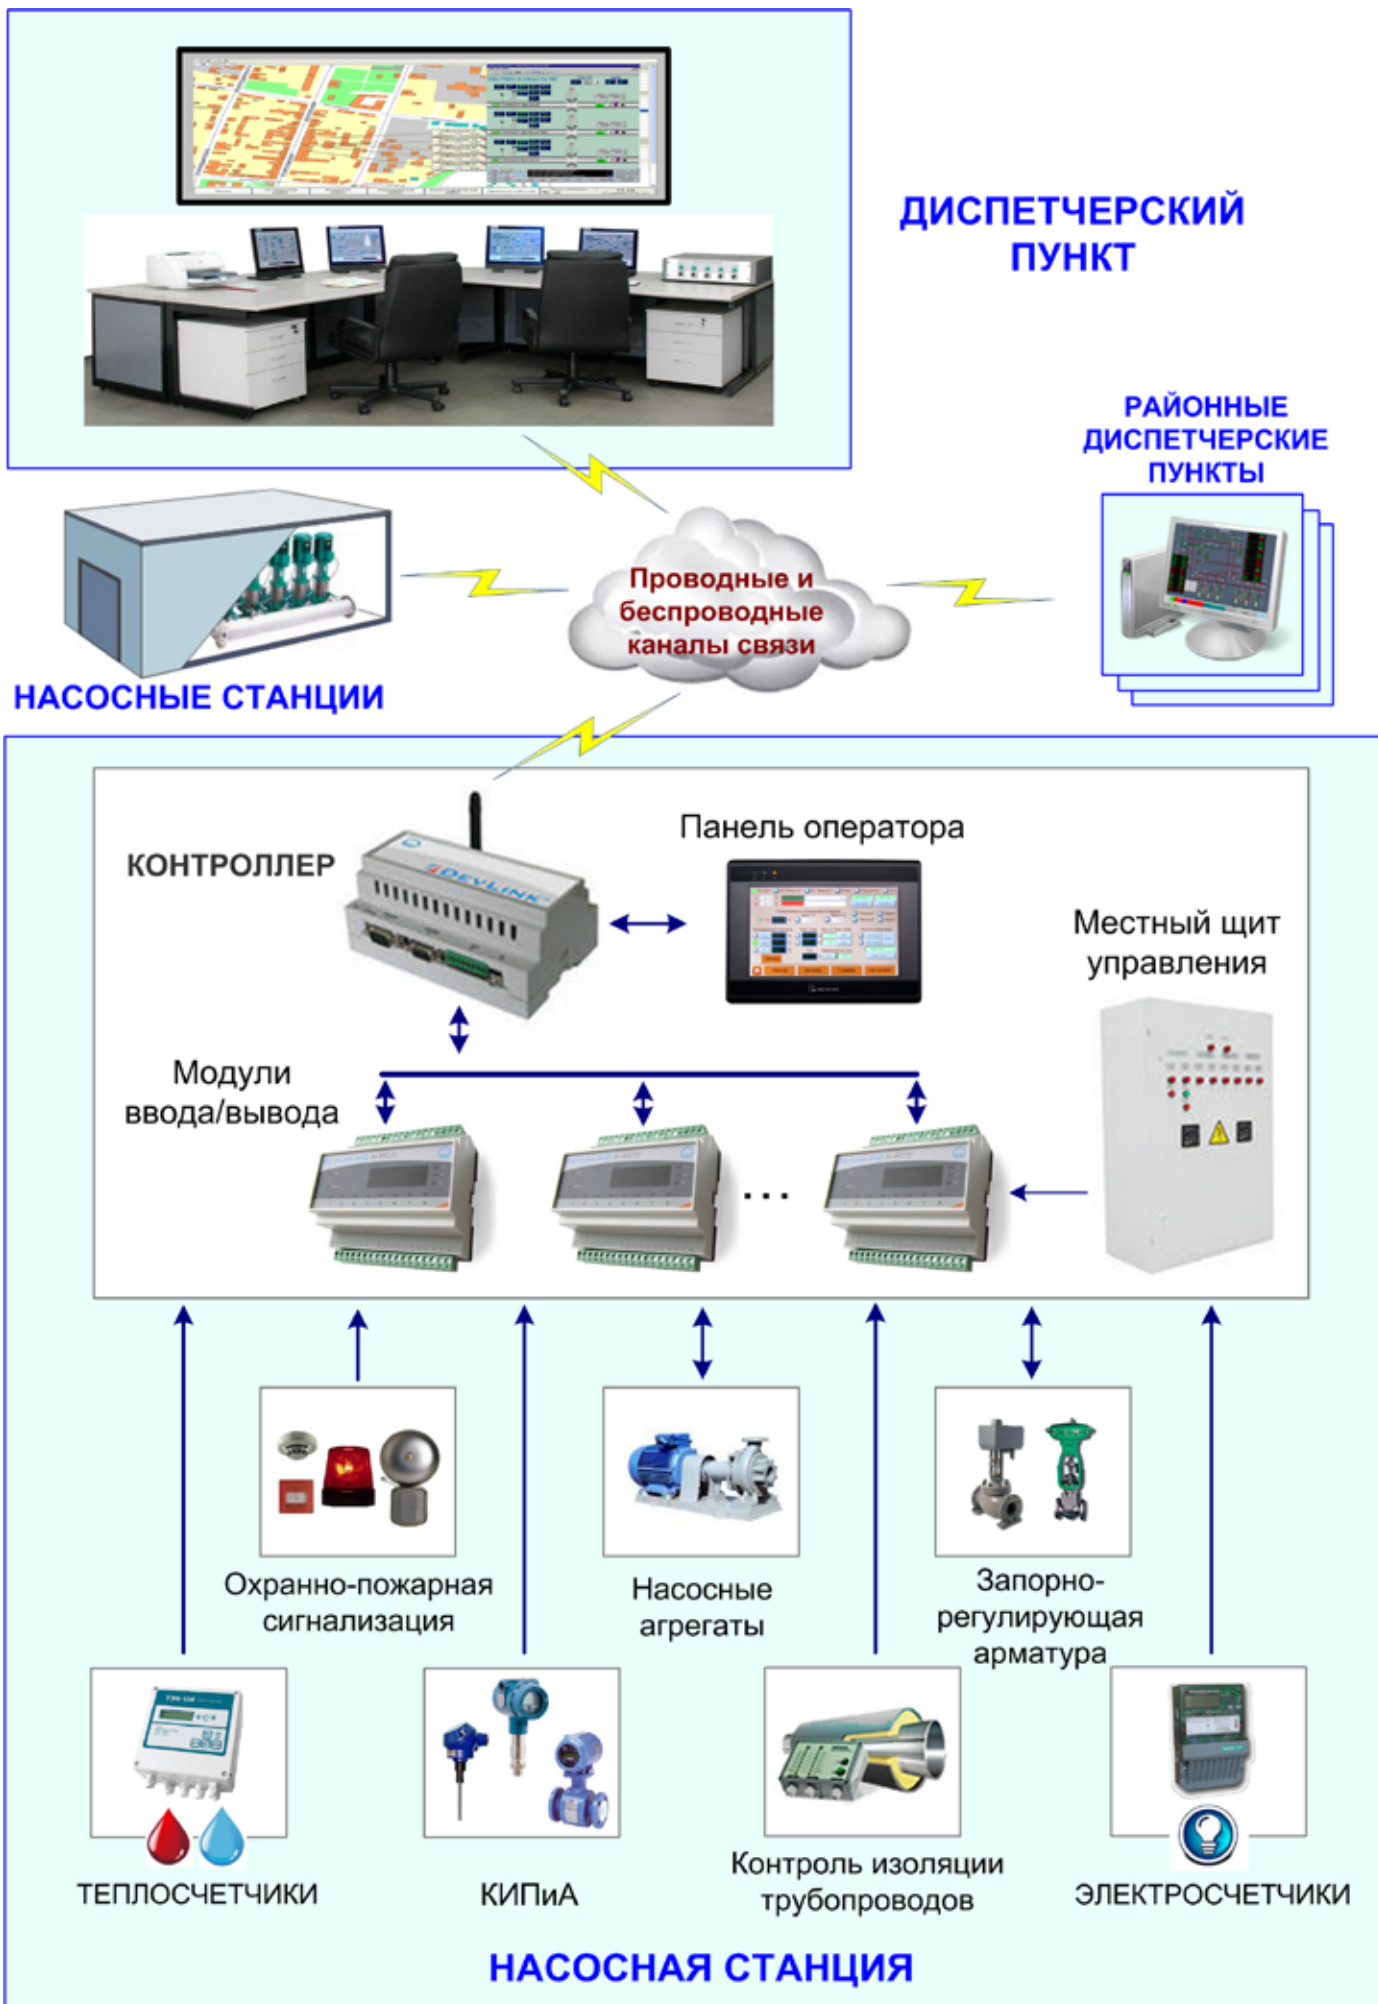 ДИСПЕТЧЕРСКИЙ
ПУНКТ
РАЙОННЫЕ
ДИСПЕТЧЕРСКИЕ
ПУНКТЫ
Проводные и
беспроводные
каналы связи
НАСОСНЫЕ СТАНЦИИ
КОНТРОЛЛЕР
DEVLINK
Панель оператора
Местный щит
управления
Модули
ввода/вывода
...
Охранно-пожарная
сигнализация
Насосные
агрегаты
Запорно-
регулирующая
арматура
ТЕПЛОСЧЕТЧИКИ
КИПиА
Контроль изоляции
трубопроводов
ЭЛЕКТРОСЧЕТЧИКИ
НАСОСНАЯ СТАНЦИЯ